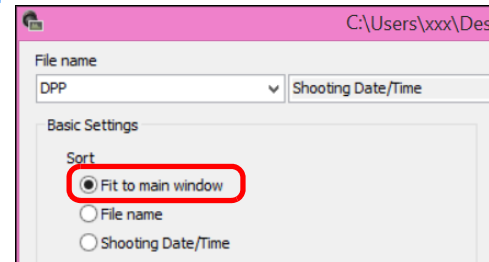 C:\Users\xxx\Des
File name
DPP Shooting Date/Time
Basic Settings
Sort
Fit to main window
File name
Shooting Date/Time